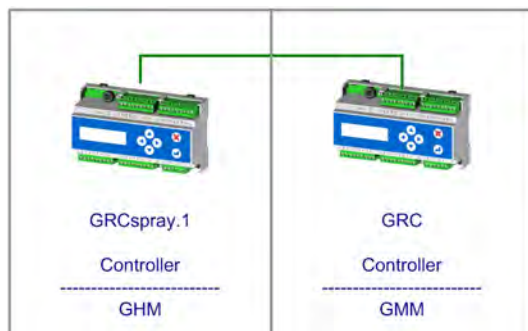 GRCspray.1
Controller
GHM
GRC
Controller
GMM